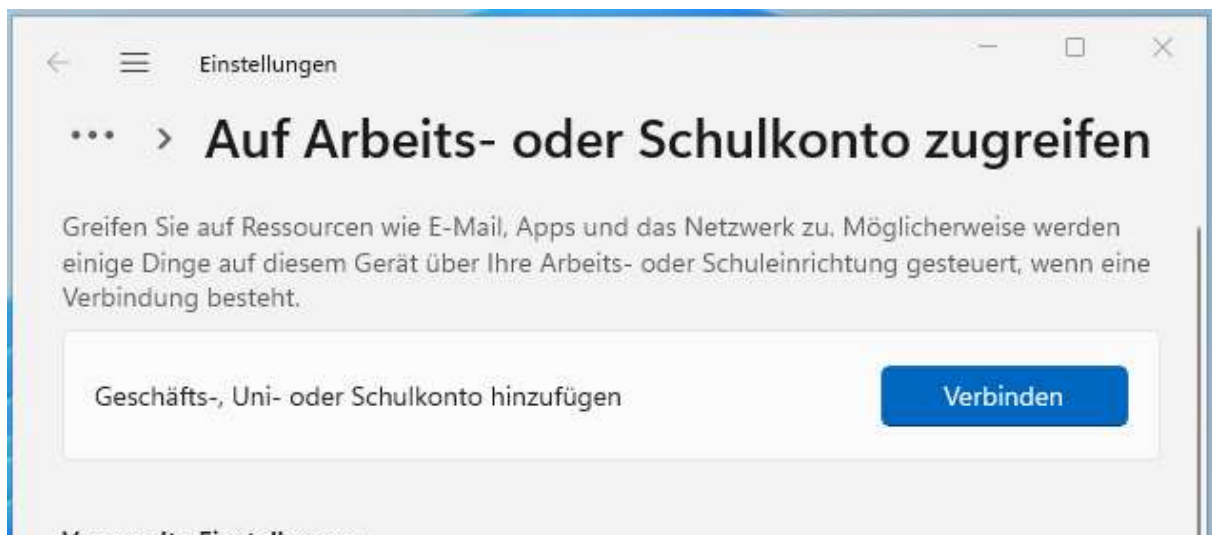 Einstellungen
Auf Arbeits- oder Schulkonto zugreifen
Greifen Sie auf Ressourcen wie E-Mail, Apps und das Netzwerk zu. Möglicherweise werden
einige Dinge auf diesem Gerät über Ihre Arbeits- oder Schuleinrichtung gesteuert, wenn eine
Verbindung besteht.
Geschäfts-, Uni- oder Schulkonto hinzufügen
Verbinden